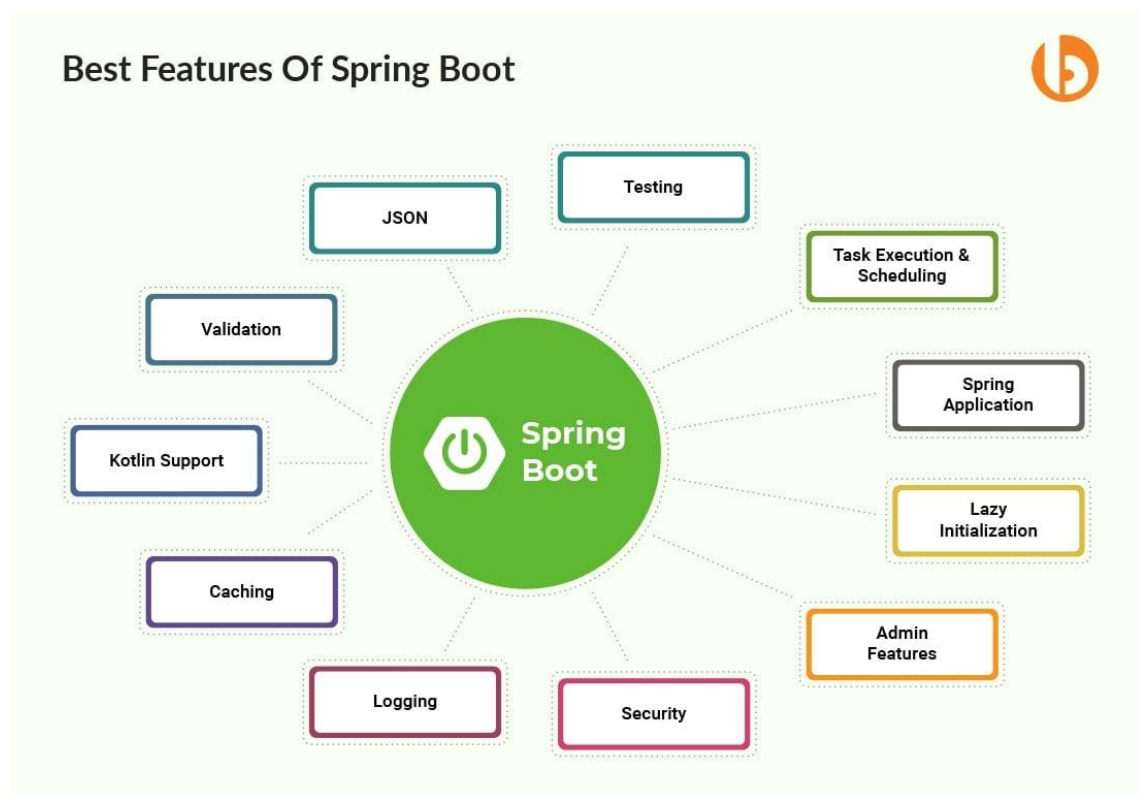 Best Features Of Spring Boot
Testing
JSON
Task Execution &
Scheduling
Validation
Spring
Application
Spring
Boot
Kotlin Support
Lazy
Initialization
Caching
Admin
Features
Logging
Security